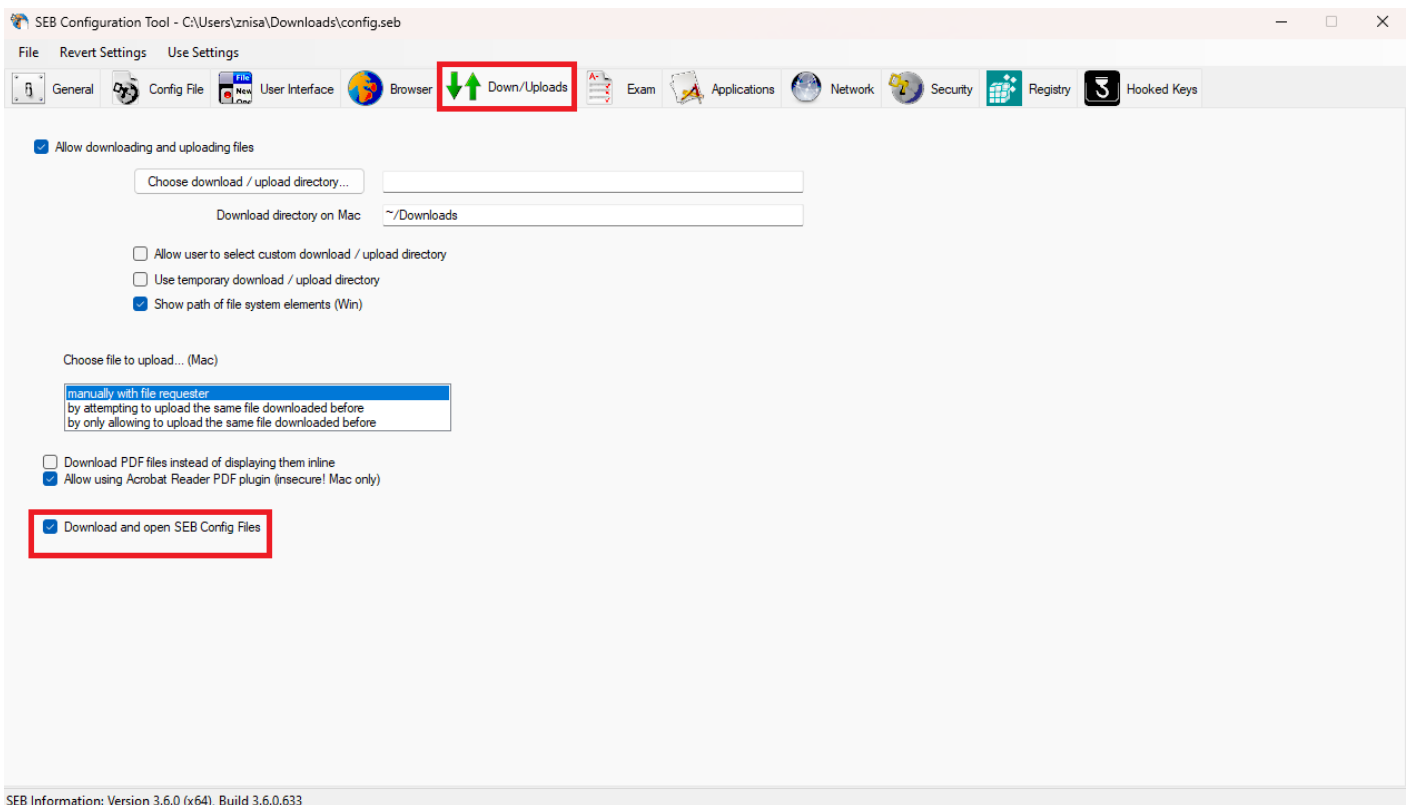 SEB Configuration Tool - C:\Users\znisa\Downloads\config.seb
File Revert Settings Use Settings
General Config File User Interface Browser Down/Uploads Exam Applications Network Security Registry Hooked Keys
Allow downloading and uploading files
Choose download / upload directory...
Download directory on Mac ~/Downloads
Allow user to select custom download / upload directory
Use temporary download / upload directory
Show path of file system elements (Win)
Choose file to upload... (Mac)
manually with file requester
by attempting to upload the same file downloaded before
by only allowing to upload the same file downloaded before
Download PDF files instead of displaying them inline
Allow using Acrobat Reader PDF plugin (insecure! Mac only)
Download and open SEB Config Files
SEB Information: Version 3.6.0 (x64), Build 3.6.0.633